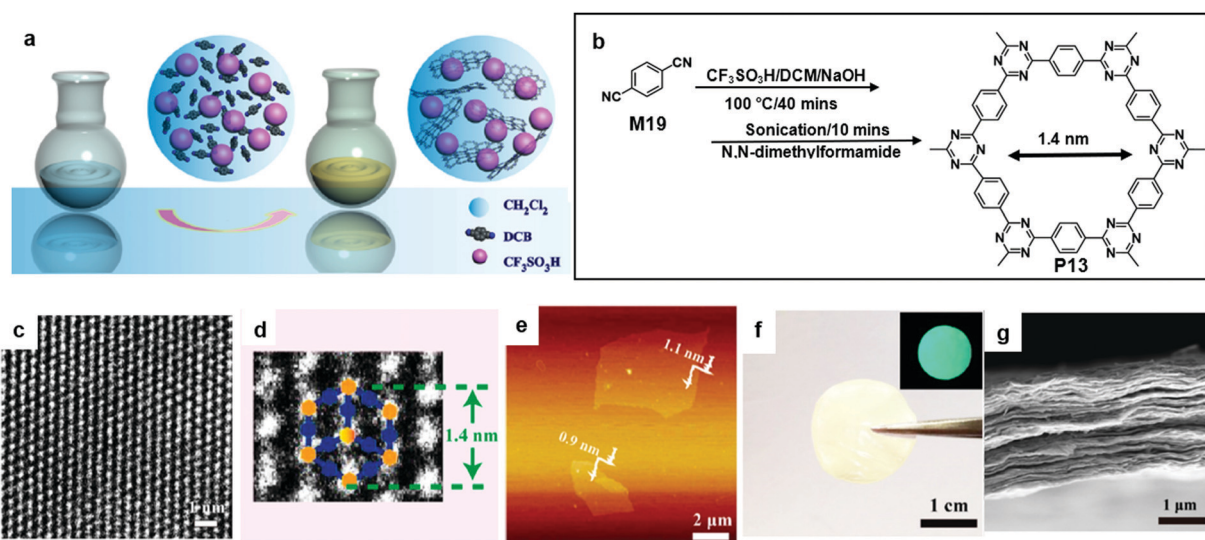 a
CH₂Cl₂
DCB
CF₃SO₃H
b
CN
NC
M19
CF₃SO₃H/DCM/NaOH
100 °C/40 mins
Sonication/10 mins
N,N-dimethylformamide
N N N N
N N
N N N N
N N
N N
N N N N
1.4 nm
P13
c
d
1.4 nm
e
1.1 nm
0.9 nm
2 µm
f
1 cm
g
1 µm